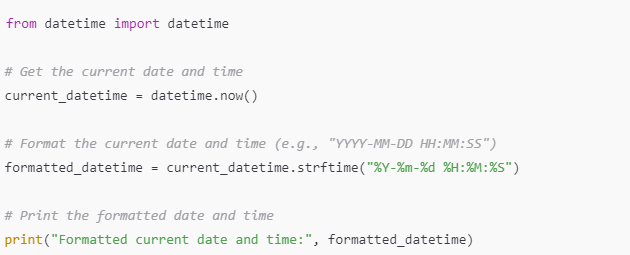 from datetime import datetime
# Get the current date and time
current_datetime = datetime.now()
# Format the current date and time (e.g., "YYYY-MM-DD HH:MM:SS")
formatted_datetime = current_datetime.strftime("%Y-%m-%d %H:%M:%S")
# Print the formatted date and time
print("Formatted current date and time:", formatted_datetime)